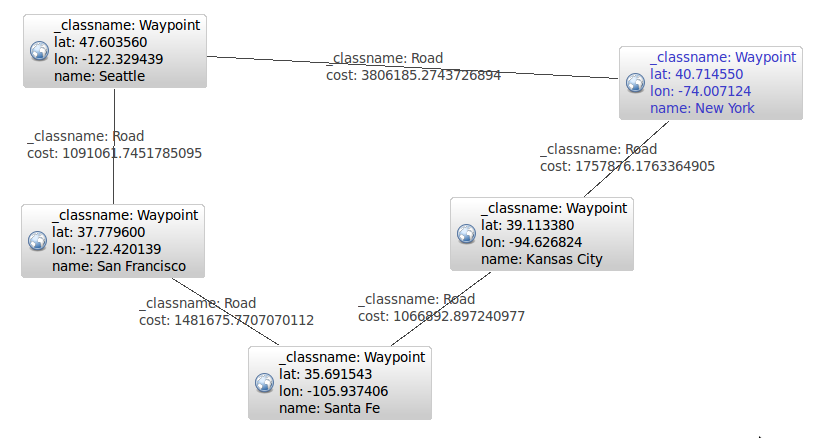 _classname: Waypoint
lat: 47.603560
lon: -122.329439
name: Seattle
_classname: Road
cost: 3806185.2743726894
_classname: Waypoint
lat: 40.714550
lon: -74.007124
name: New York
_classname: Road
cost: 1091061.7451785095
_classname: Road
cost: 1757876.1763364905
_classname: Waypoint
lat: 37.779600
lon: -122.420139
name: San Francisco
_classname: Waypoint
lat: 39.113380
lon: -94.626824
name: Kansas City
_classname: Road
cost: 1481675.7707070112
_classname: Road
cost: 1066892.897240977
_classname: Waypoint
lat: 35.691543
lon: -105.937406
name: Santa Fe